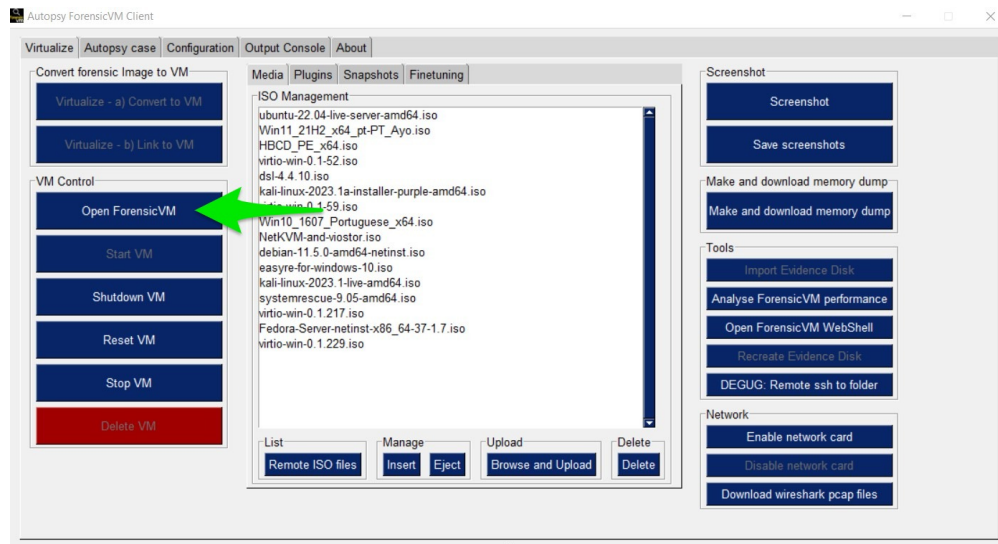 Autopsy ForensicVM Client
Virtualize Autopsy case Configuration Output Console About
Convert forensic Image to VM
Virtualize - a) Convert to VM
Virtualize - b) Link to VM
VM Control
Open ForensicVM
Start VM
Shutdown VM
Reset VM
Stop VM
Delete VM
Media Plugins Snapshots Finetuning
ISO Management
ubuntu-22.04-live-server-amd64.iso
Win11_21H2_x64_pt-PT_Ayo.iso
HBCD_PE_x64.iso
virtio-win-0.1-52.iso
dsl-4.4.10.iso
kali-linux-2023.1a-installer-purple-amd64.iso
virtio-win-0.1-59.iso
Win10_1607_Portuguese_x64.iso
NetKVM-and-viostor.iso
debian-11.5.0-amd64-netinst.iso
easyre-for-windows-10.iso
kali-linux-2023.1-live-amd64.iso
systemrescue-9.05-amd64.iso
virtio-win-0.1.217.iso
Fedora-Server-netinst-x86_64-37-1.7.iso
virtio-win-0.1.229.iso
List Manage Upload Delete
Remote ISO files Insert Eject Browse and Upload Delete
Screenshot
Screenshot
Save screenshots
Make and download memory dump
Make and download memory dump
Tools
Import Evidence Disk
Analyse ForensicVM performance
Open ForensicVM WebShell
Recreate Evidence Disk
DEGUG: Remote ssh to folder
Network
Enable network card
Disable network card
Download wireshark pcap files